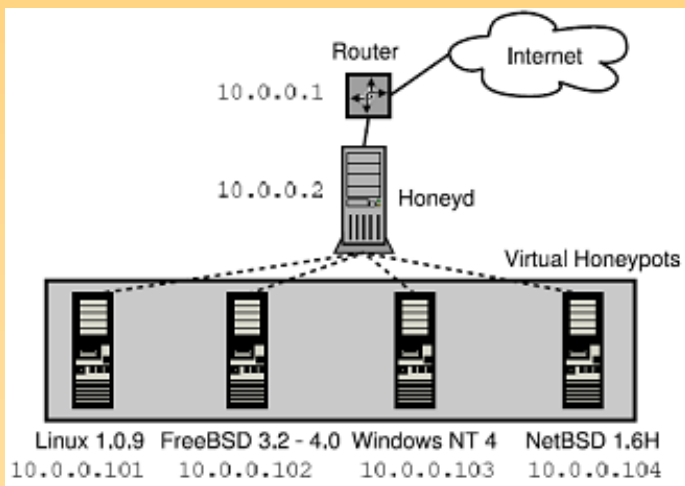 Router
Internet
10.0.0.1
10.0.0.2
Honeyd
Virtual Honeypots
Linux 1.0.9 FreeBSD 3.2 - 4.0 Windows NT 4 NetBSD 1.6H
10.0.0.101 10.0.0.102 10.0.0.103 10.0.0.104